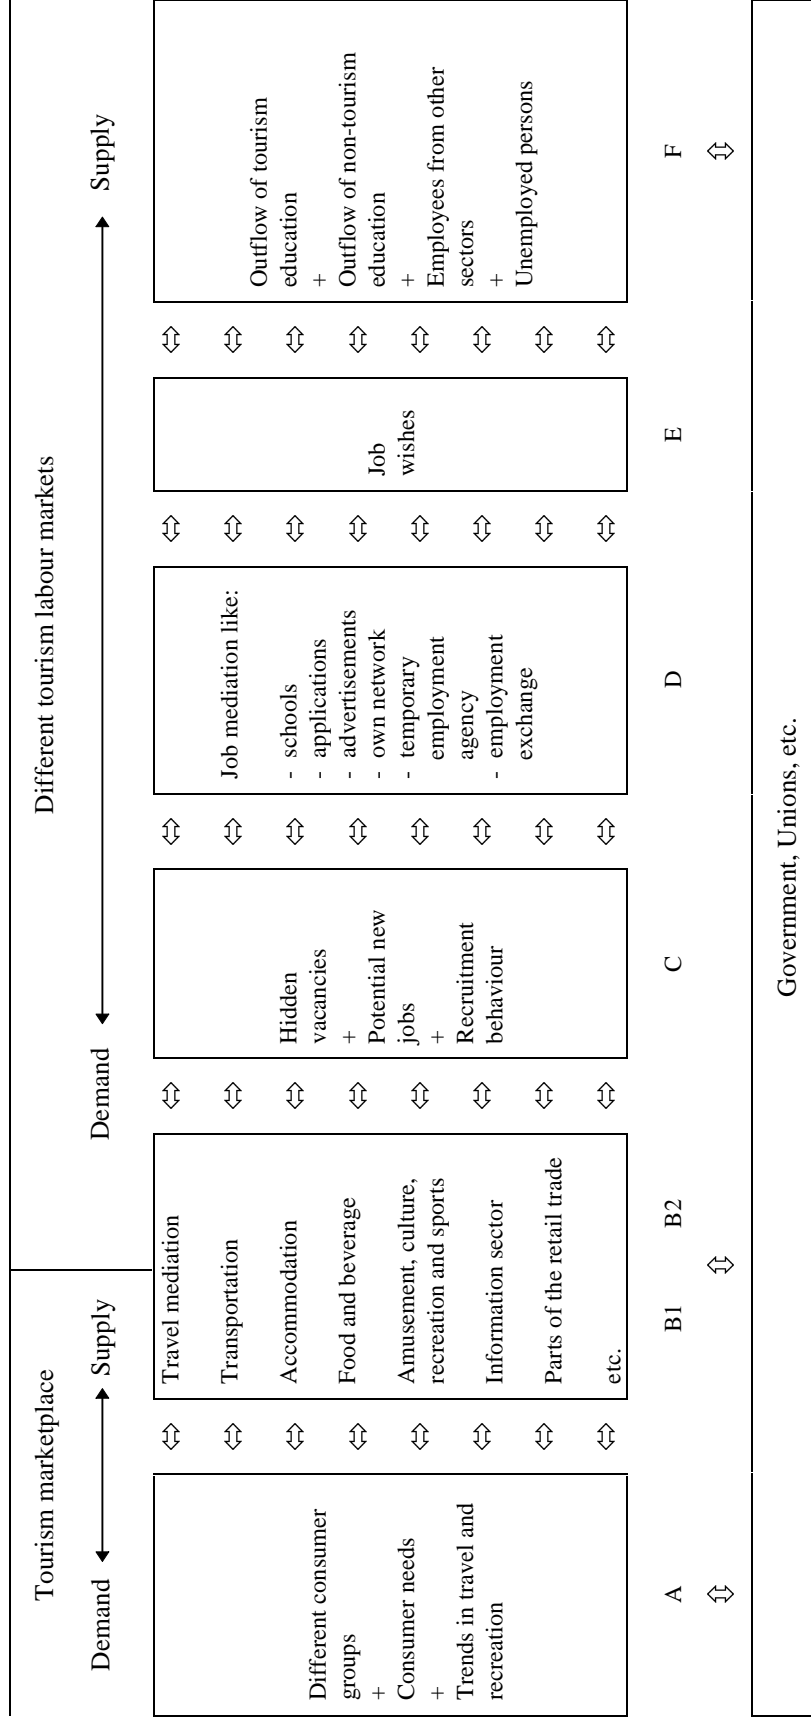 Tourism marketplace
Different tourism labour markets
Demand
Supply
Demand
Supply
Different consumer
groups
+
Consumer needs
+
Trends in travel and
recreation
Travel mediation
Transportation
Accommodation
Food and beverage
Amusement, culture,
recreation and sports
Information sector
Parts of the retail trade
etc.
Hidden
vacancies
+
Potential new
jobs
+
Recruitment
behaviour
Job mediation like:
- schools
- applications
- advertisements
- own network
- temporary
employment
agency
- employment
exchange
Job
wishes
Outflow of tourism
education
+
Outflow of non-tourism
education
+
Employees from other
sectors
+
Unemployed persons
A
B1
B2
C
D
E
F
Government, Unions, etc.